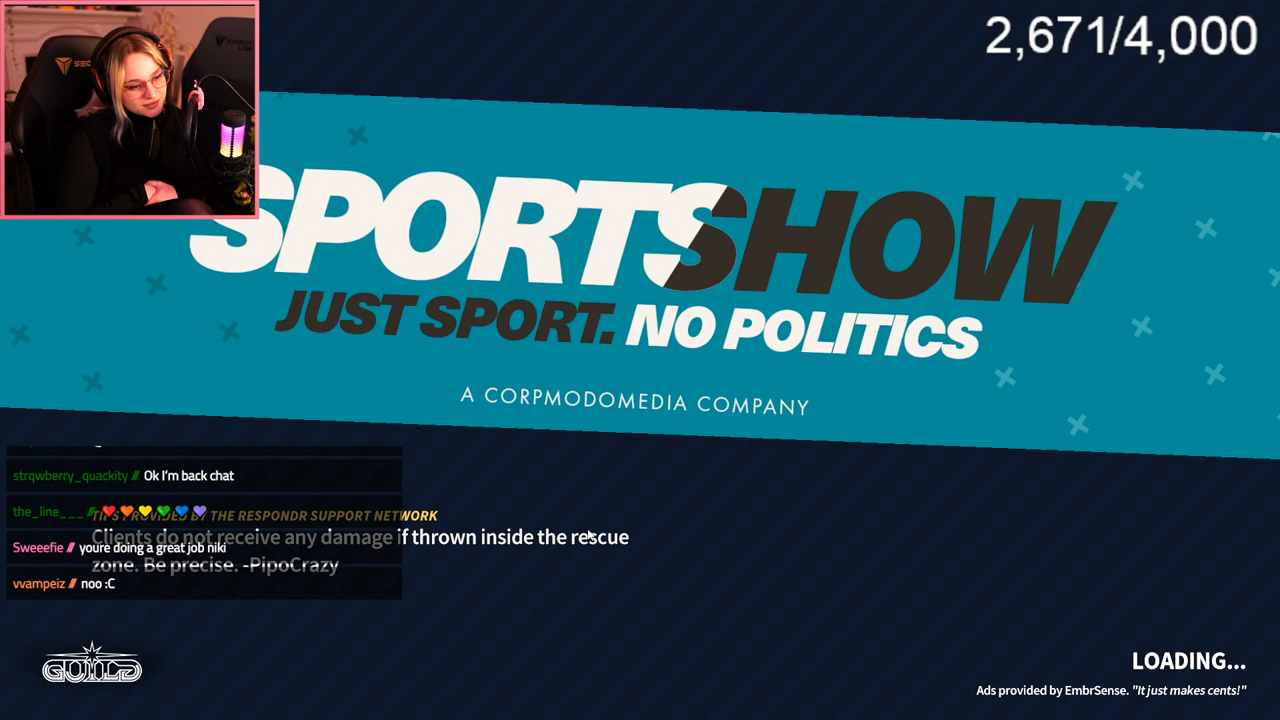 2,671/4,000
SPORTSHOW
JUST SPORT. NO POLITICS
A CORPMODOMEDIA COMPANY
strqwberry_quackity // Ok I'm back chat
the_line___ // ❤️🧡💛💚💙💜
TIPS PROVIDED BY THE RESPONDR SUPPORT NETWORK
Clients do not receive any damage if thrown inside the rescue
Sweeefie // youre doing a great job niki
zone. Be precise. -PipoCrazy
vvampeiz // noo :C
GUILD
LOADING...
Ads provided by EmbrSense. "It just makes cents!"